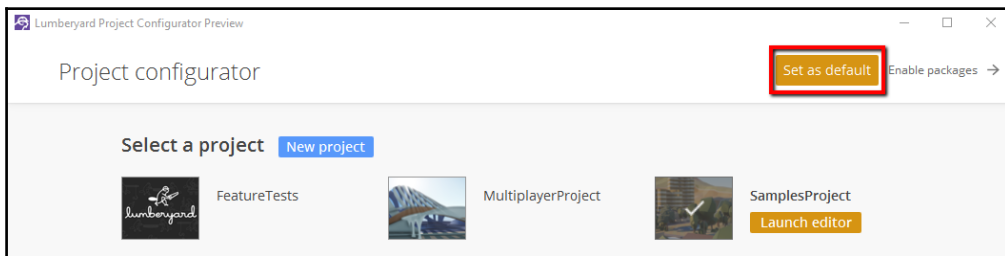 Lumberyard Project Configurator Preview
Project configurator
Set as default
Enable packages →
Select a project
New project
lumberyard
FeatureTests
MultiplayerProject
SamplesProject
Launch editor